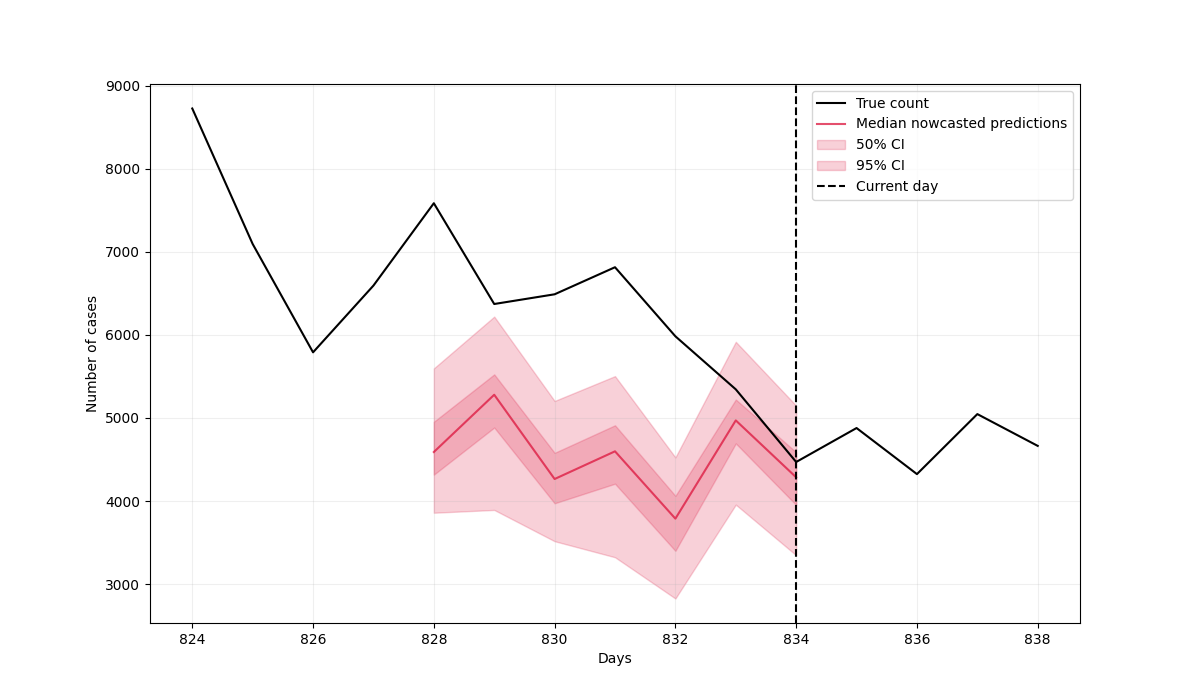 9000
8000
7000
6000
5000
4000
3000
Number of cases
824
826
828
830
832
834
836
838
Days
True count
Median nowcasted predictions
50% CI
95% CI
Current day